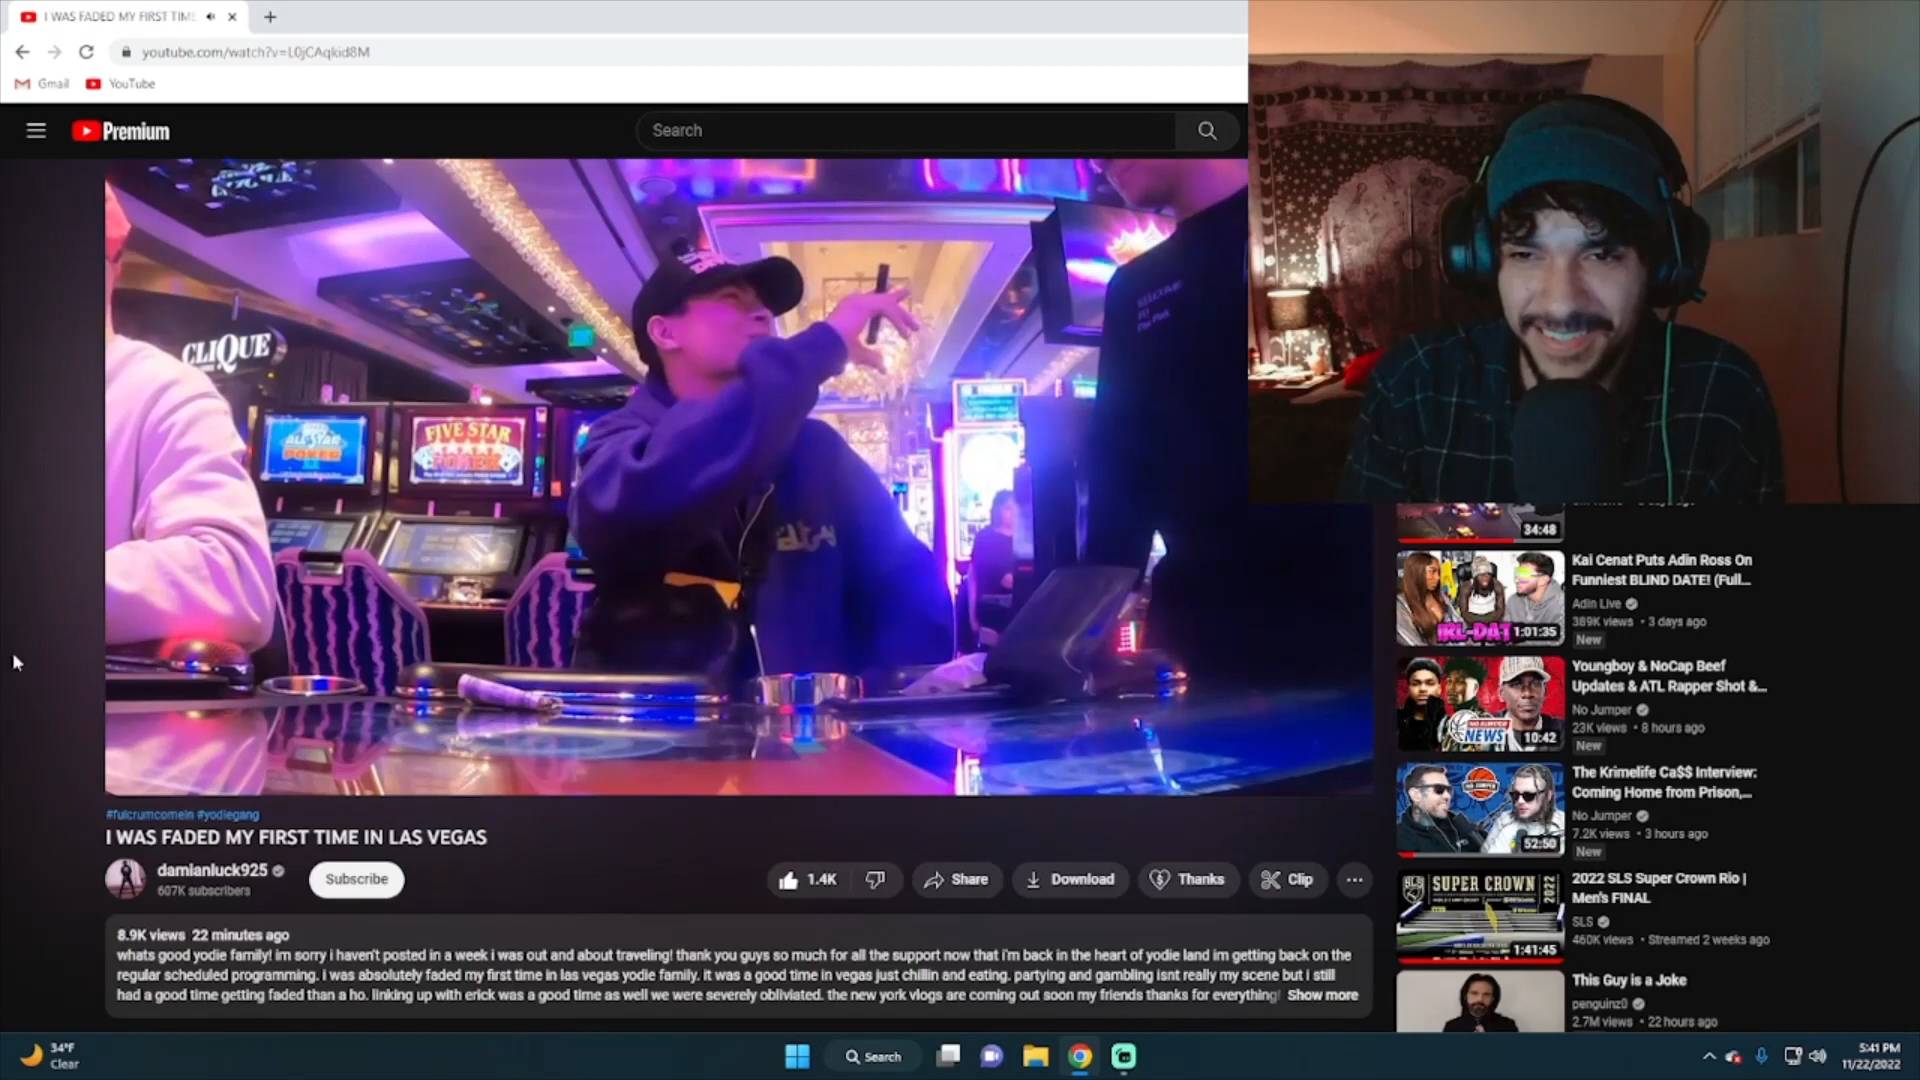 I WAS FADED MY FIRST TIME
youtube.com/watch?v=L0jCAqkid8M
Gmail
YouTube
Premium
Search
CLIQUE
ALL STAR
POKER
FIVE STAR
POKER
WELCOME
TO
34:48
Kai Cenat Puts Adin Ross On
Funniest BLIND DATE! (Full...
Adin Live
389K views • 3 days ago
New
IRL-DAT
1:01:35
Youngboy & NoCap Beef
Updates & ATL Rapper Shot &...
No Jumper
23K views • 8 hours ago
New
NO JUMPER
NEWS
10:42
The Krimelife Ca$$ Interview:
Coming Home from Prison,...
No Jumper
7.2K views • 3 hours ago
New
52:50
2022 SLS Super Crown Rio |
Men's FINAL
SLS
460K views • Streamed 2 weeks ago
SLS
SUPER CROWN
2022
1:41:45
This Guy is a Joke
penguinz0
2.7M views • 22 hours ago
#fulcrumcomein #yodiegang
I WAS FADED MY FIRST TIME IN LAS VEGAS
damianluck925
607K subscribers
Subscribe
1.4K
Share
Download
Thanks
Clip
8.9K views 22 minutes ago
whats good yodie family! im sorry i haven't posted in a week i was out and about traveling! thank you guys so much for all the support now that i'm back in the heart of yodie land im getting back on the
regular scheduled programming. i was absolutely faded my first time in las vegas yodie family. it was a good time in vegas just chillin and eating. partying and gambling isnt really my scene but i still
had a good time getting faded than a ho. linking up with erick was a good time as well we were severely obliviated. the new york vlogs are coming out soon my friends thanks for everything! Show more
34°F
Clear
Search
5:41 PM
11/22/2022